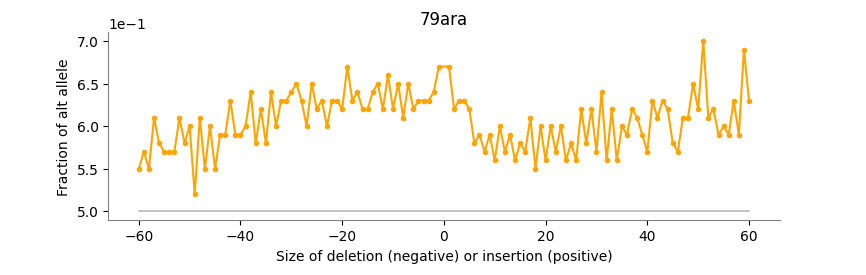 79ara
1e−1
7.0
6.5
6.0
5.5
5.0
Fraction of alt allele
−60 −40 −20 0 20 40 60
Size of deletion (negative) or insertion (positive)